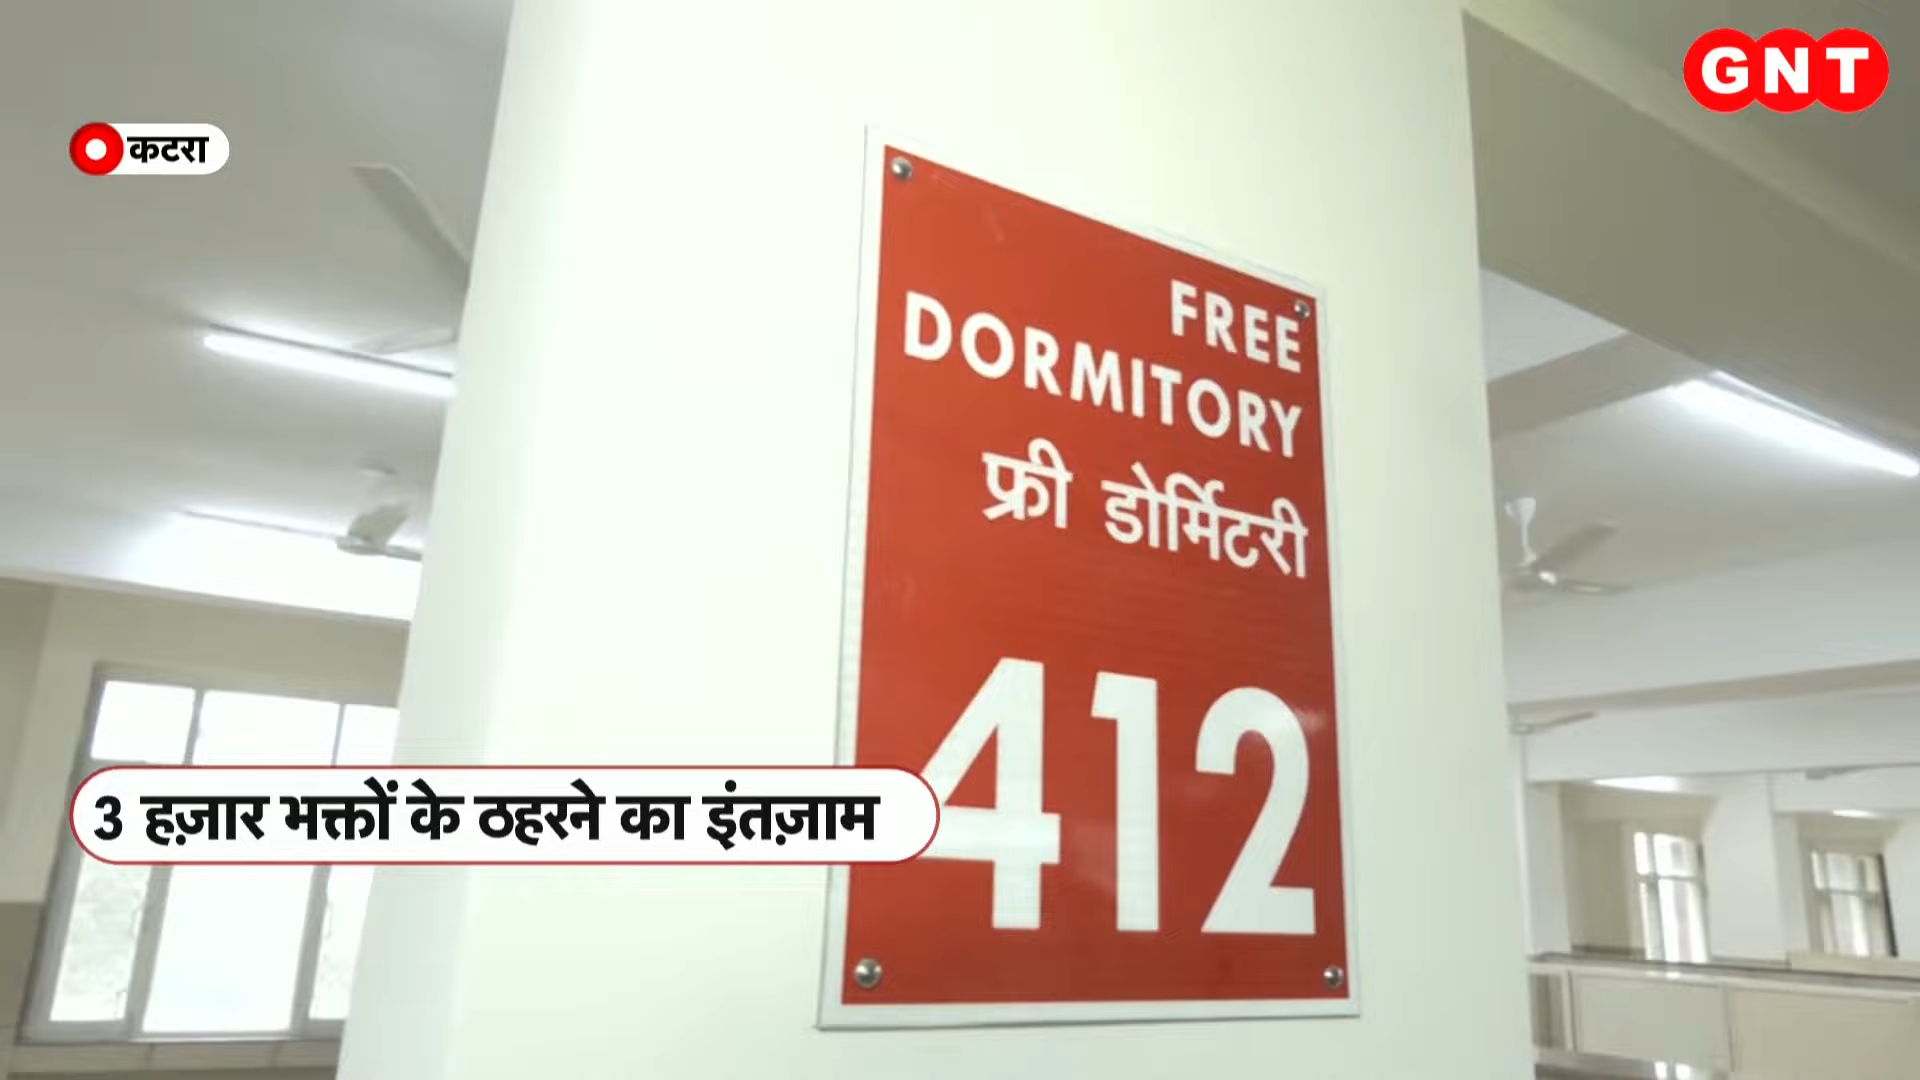 GNT
कटरा
FREE
DORMITORY
फ्री डोर्मिटरी
412
3 हज़ार भक्तों के ठहरने का इंतज़ाम